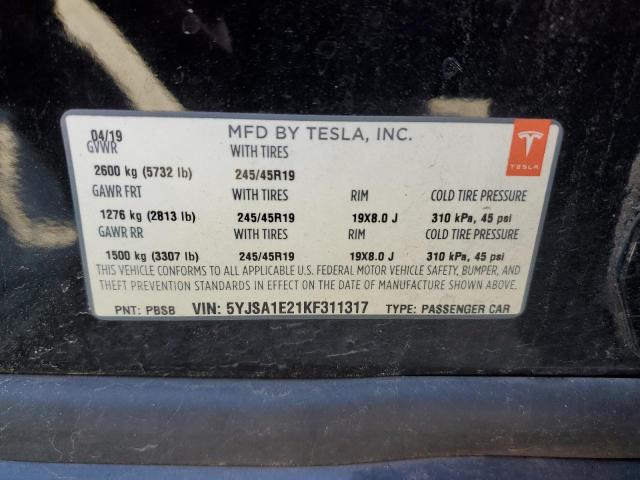 04/19 MFD BY TESLA, INC.
GVWR WITH TIRES
2600 kg (5732 lb) 245/45R19
TESLA
GAWR FRT WITH TIRES RIM COLD TIRE PRESSURE
1276 kg (2813 lb) 245/45R19 19X8.0 J 310 kPa, 45 psi
GAWR RR WITH TIRES RIM COLD TIRE PRESSURE
1500 kg (3307 lb) 245/45R19 19X8.0 J 310 kPa, 45 psi
THIS VEHICLE CONFORMS TO ALL APPLICABLE U.S. FEDERAL MOTOR VEHICLE SAFETY, BUMPER, AND
THEFT PREVENTION STANDARDS IN EFFECT ON THE DATE OF MANUFACTURE SHOWN ABOVE.
PNT: PBSB VIN: 5YJSA1E21KF311317 TYPE: PASSENGER CAR